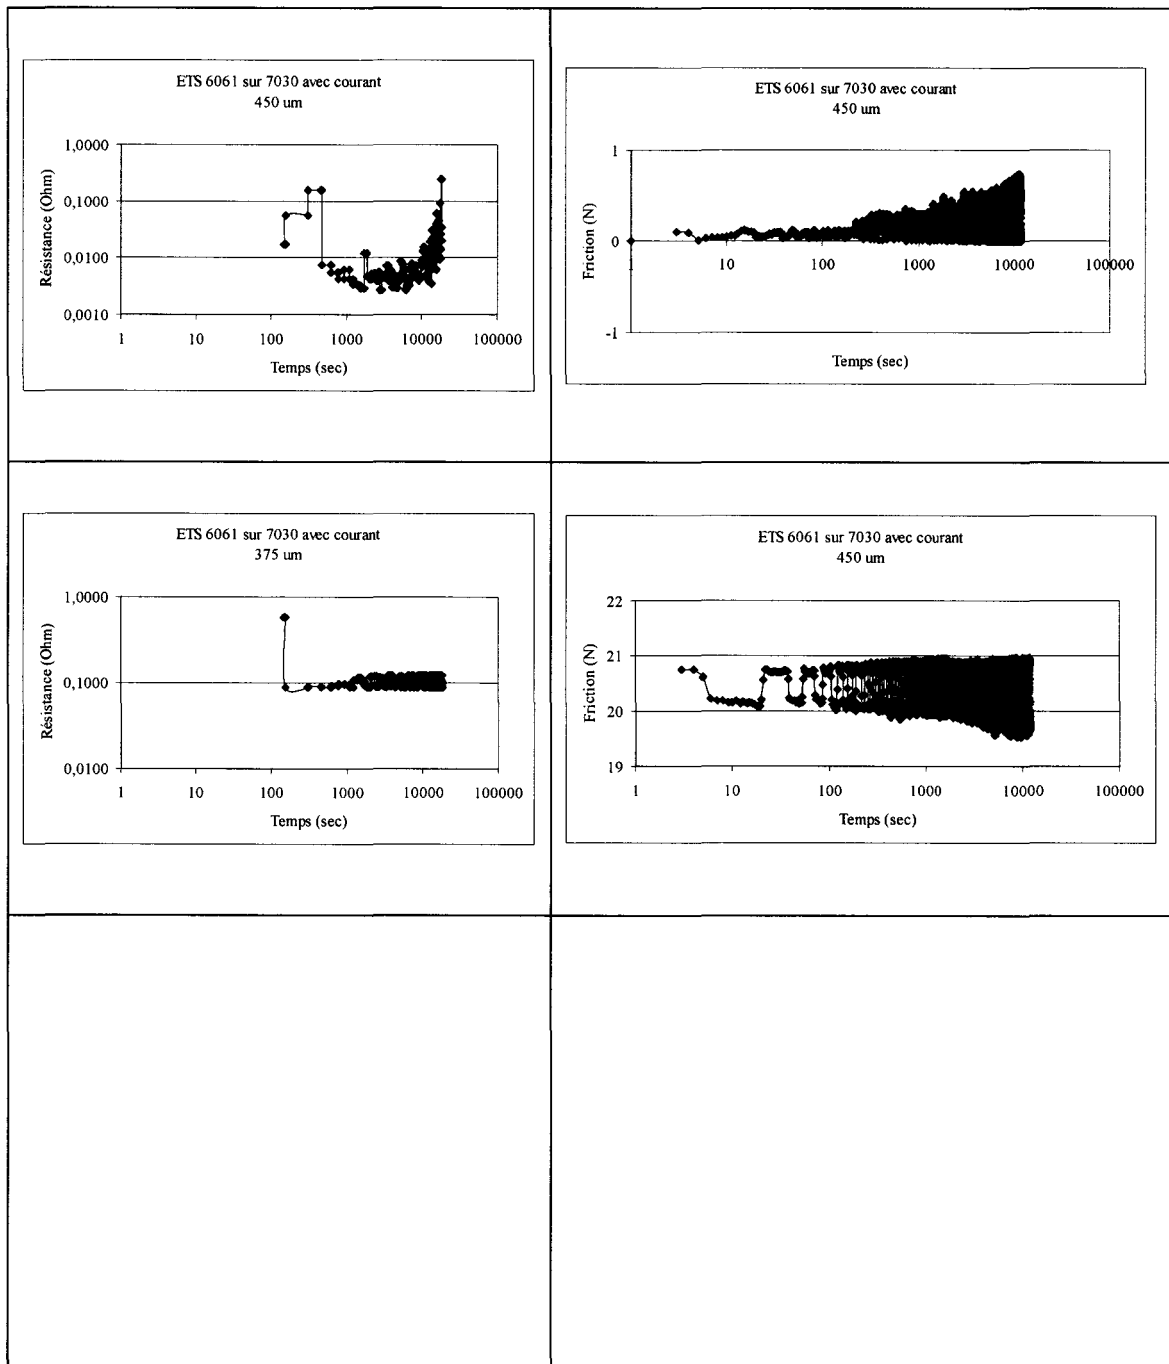 ETS 6061 sur 7030 avec courant
450 um
1,0000
0,1000
0,0100
0,0010
Résistance (Ohm)
1 10 100 1000 10000 100000
Temps (sec)
ETS 6061 sur 7030 avec courant
450 um
1
0
-1
Friction (N)
1 10 100 1000 10000 100000
Temps (sec)
ETS 6061 sur 7030 avec courant
375 um
1,0000
0,1000
0,0100
Résistance (Ohm)
1 10 100 1000 10000 100000
Temps (sec)
ETS 6061 sur 7030 avec courant
450 um
22
21
20
19
Friction (N)
1 10 100 1000 10000 100000
Temps (sec)